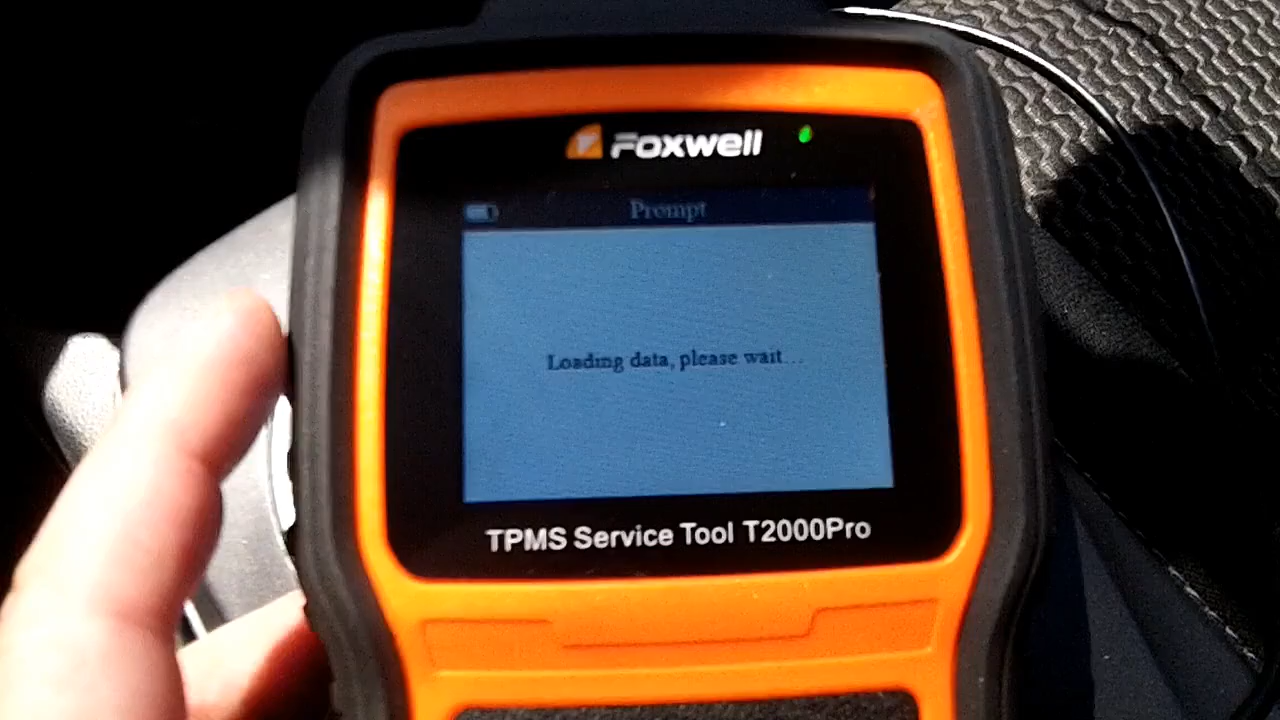 Foxwell
Prompt
Loading data, please wait...
TPMS Service Tool T2000Pro